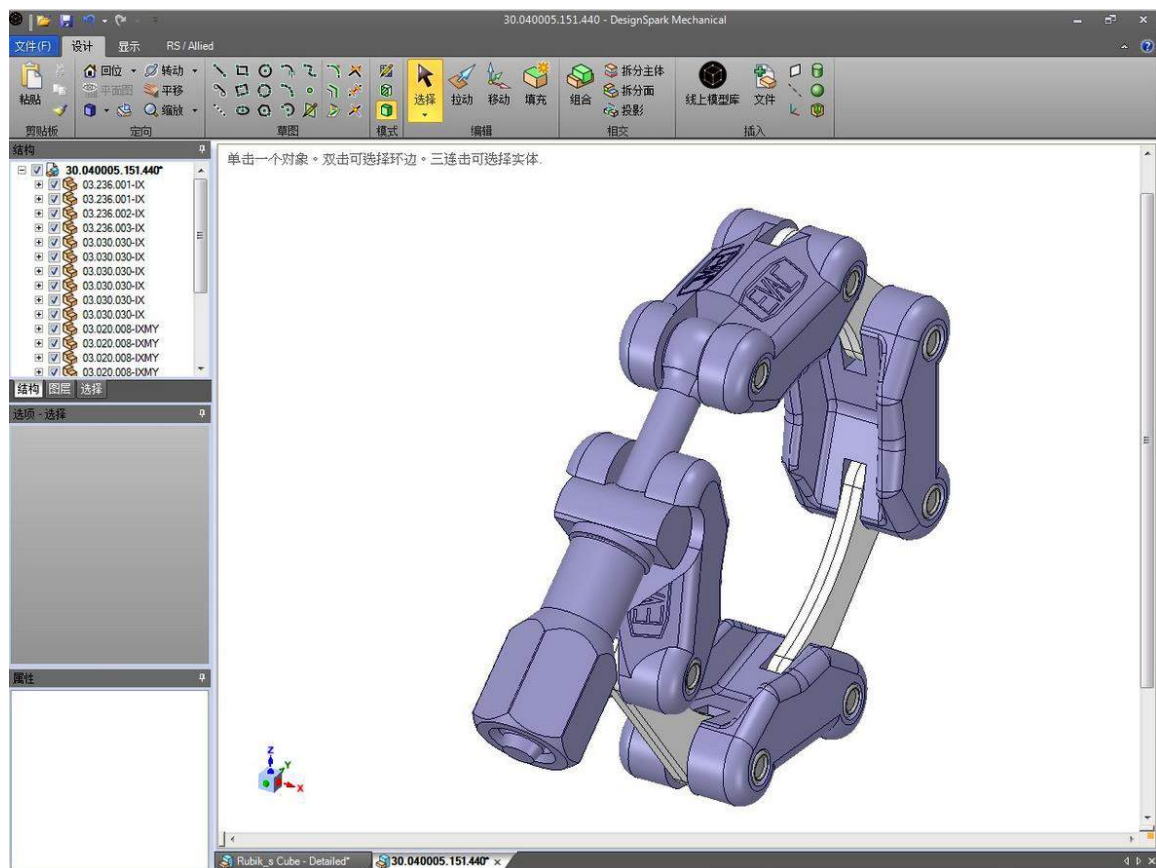 30.040005.151.440 - DesignSpark Mechanical
文件(F) 设计 显示 RS / Allied
回位 转动 拆分主体
平面图 平移 拆分面
粘贴 选择 拉动 移动 填充 组合 线上模型库 文件
缩放 投影
剪贴板 定向 草图 模式 编辑 相交 插入
结构
单击一个对象。双击可选择环边。三连击可选择实体.
30.040005.151.440*
03.236.001-IX
03.236.001-IX
03.236.002-IX
03.236.003-IX
03.030.030-IX
03.030.030-IX
03.030.030-IX
03.030.030-IX
03.030.030-IX
03.030.030-IX
03.020.008-IXMY
03.020.008-IXMY
03.020.008-IXMY
03.020.008-IXMY
结构 图层 选择
选项 - 选择
属性
Z
Y
X
Rubik_s Cube - Detailed* 30.040005.151.440*